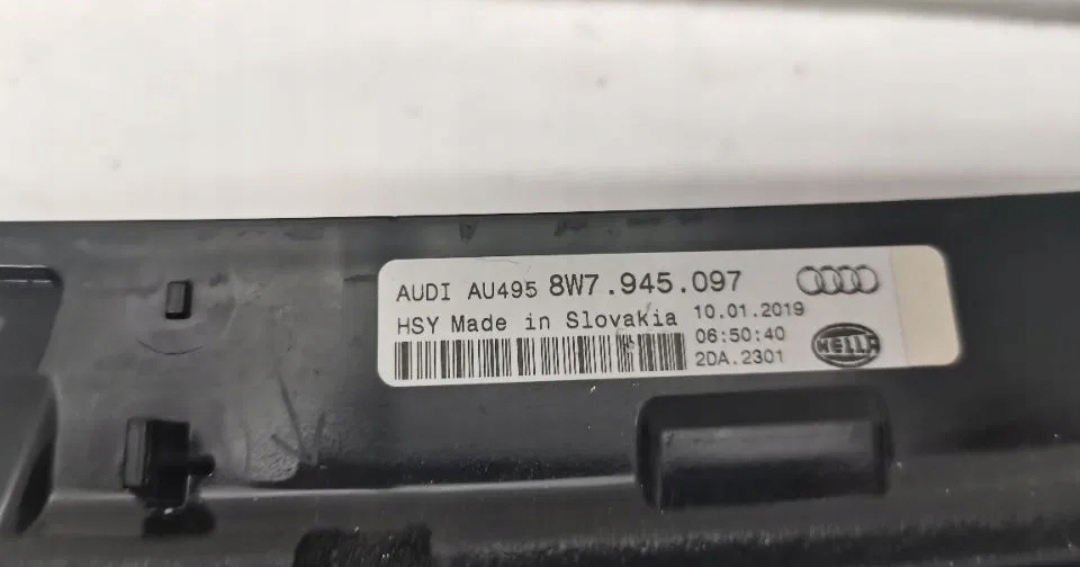 AUDI AU495 8W7.945.097
HSY Made in Slovakia 10.01.2019
06:50:40
2DA.2301
HELLA